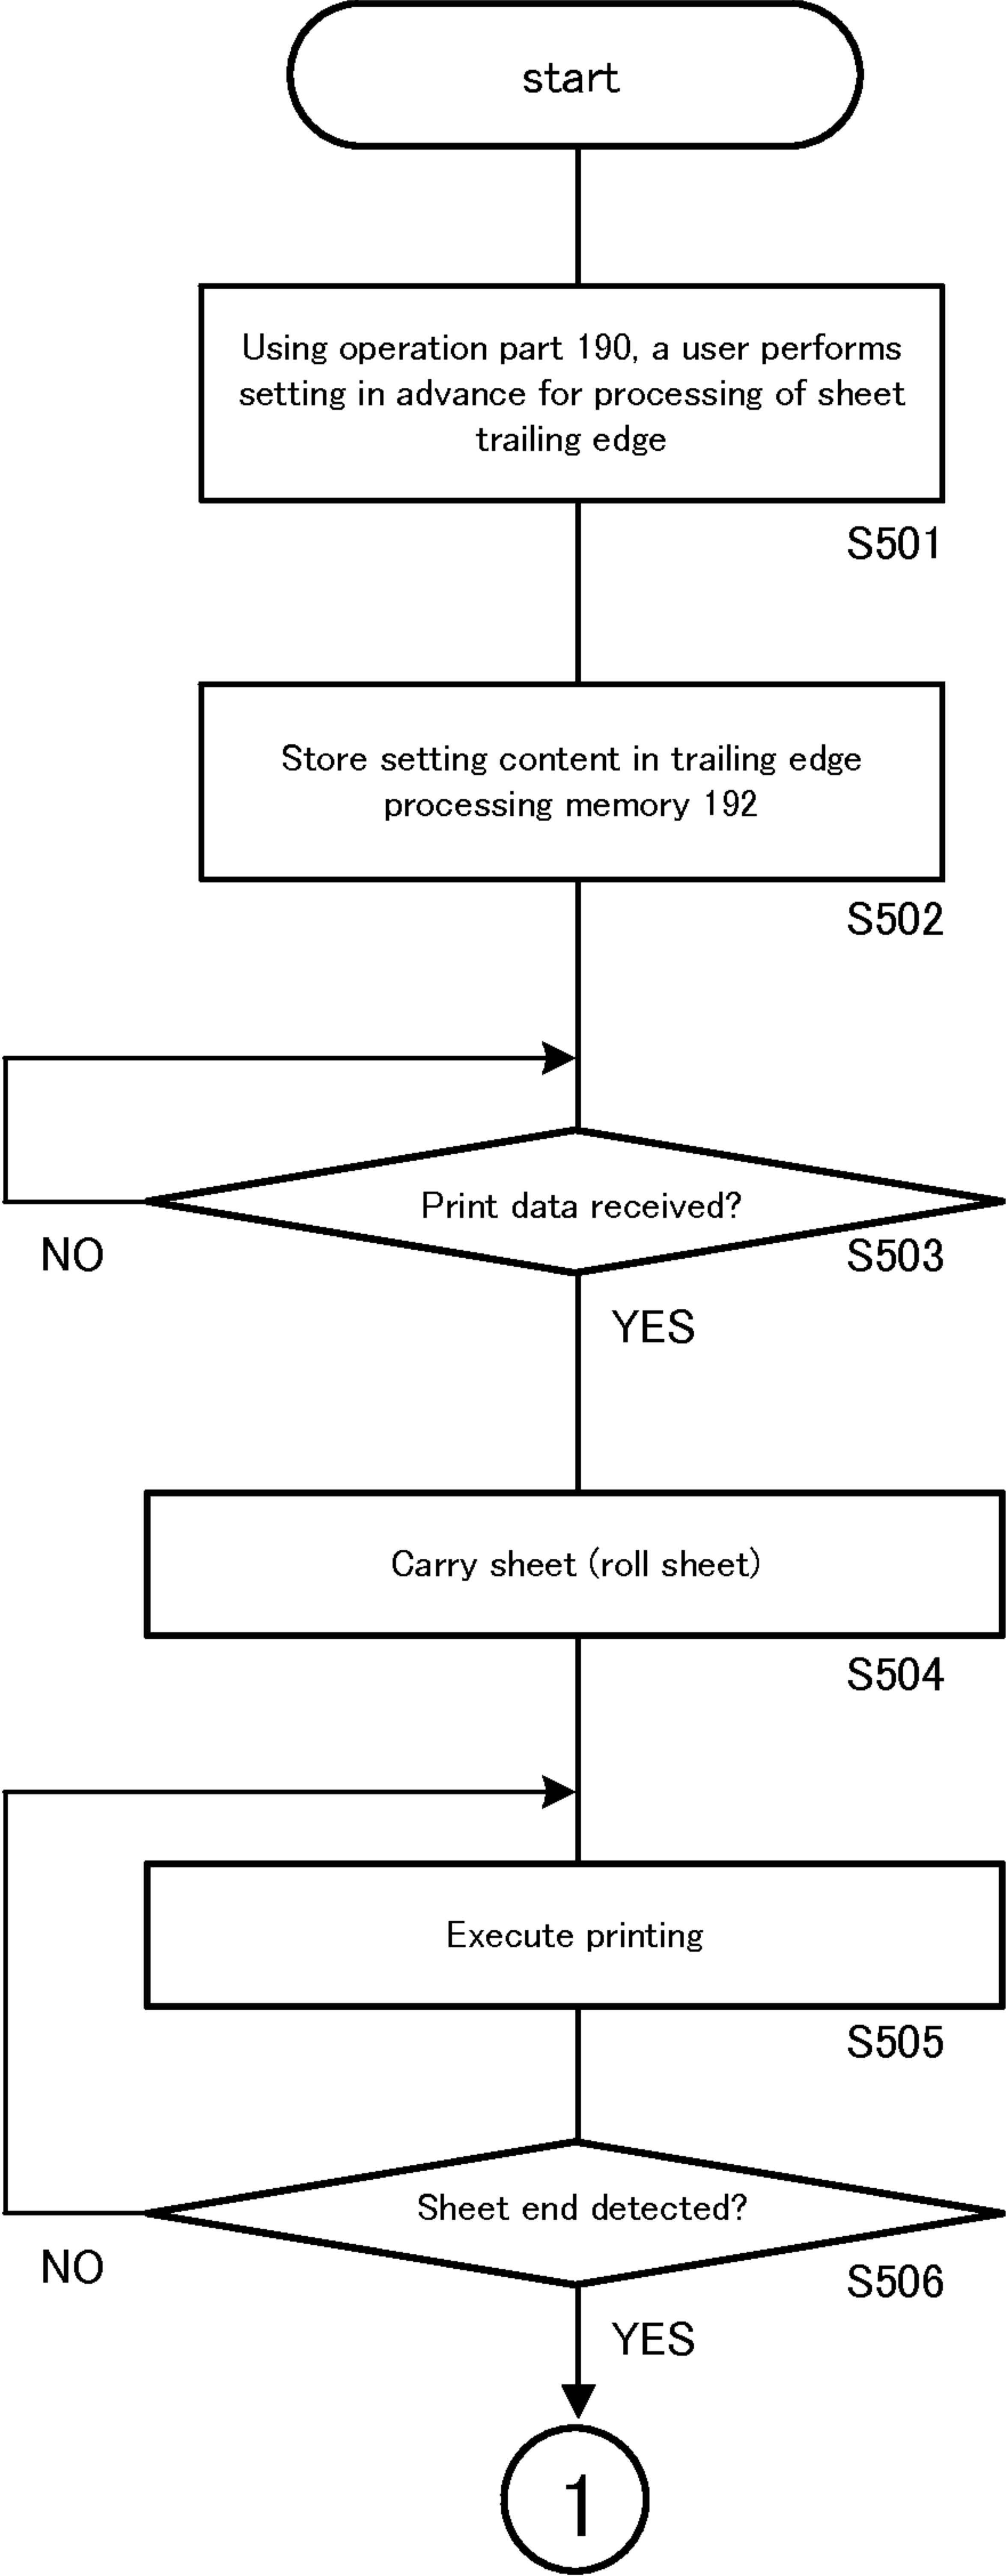 start
Using operation part 190, a user performs
setting in advance for processing of sheet
trailing edge
S501
Store setting content in trailing edge
processing memory 192
S502
Print data received?
NO
S503
YES
Carry sheet (roll sheet)
S504
Execute printing
S505
Sheet end detected?
NO
S506
YES
1